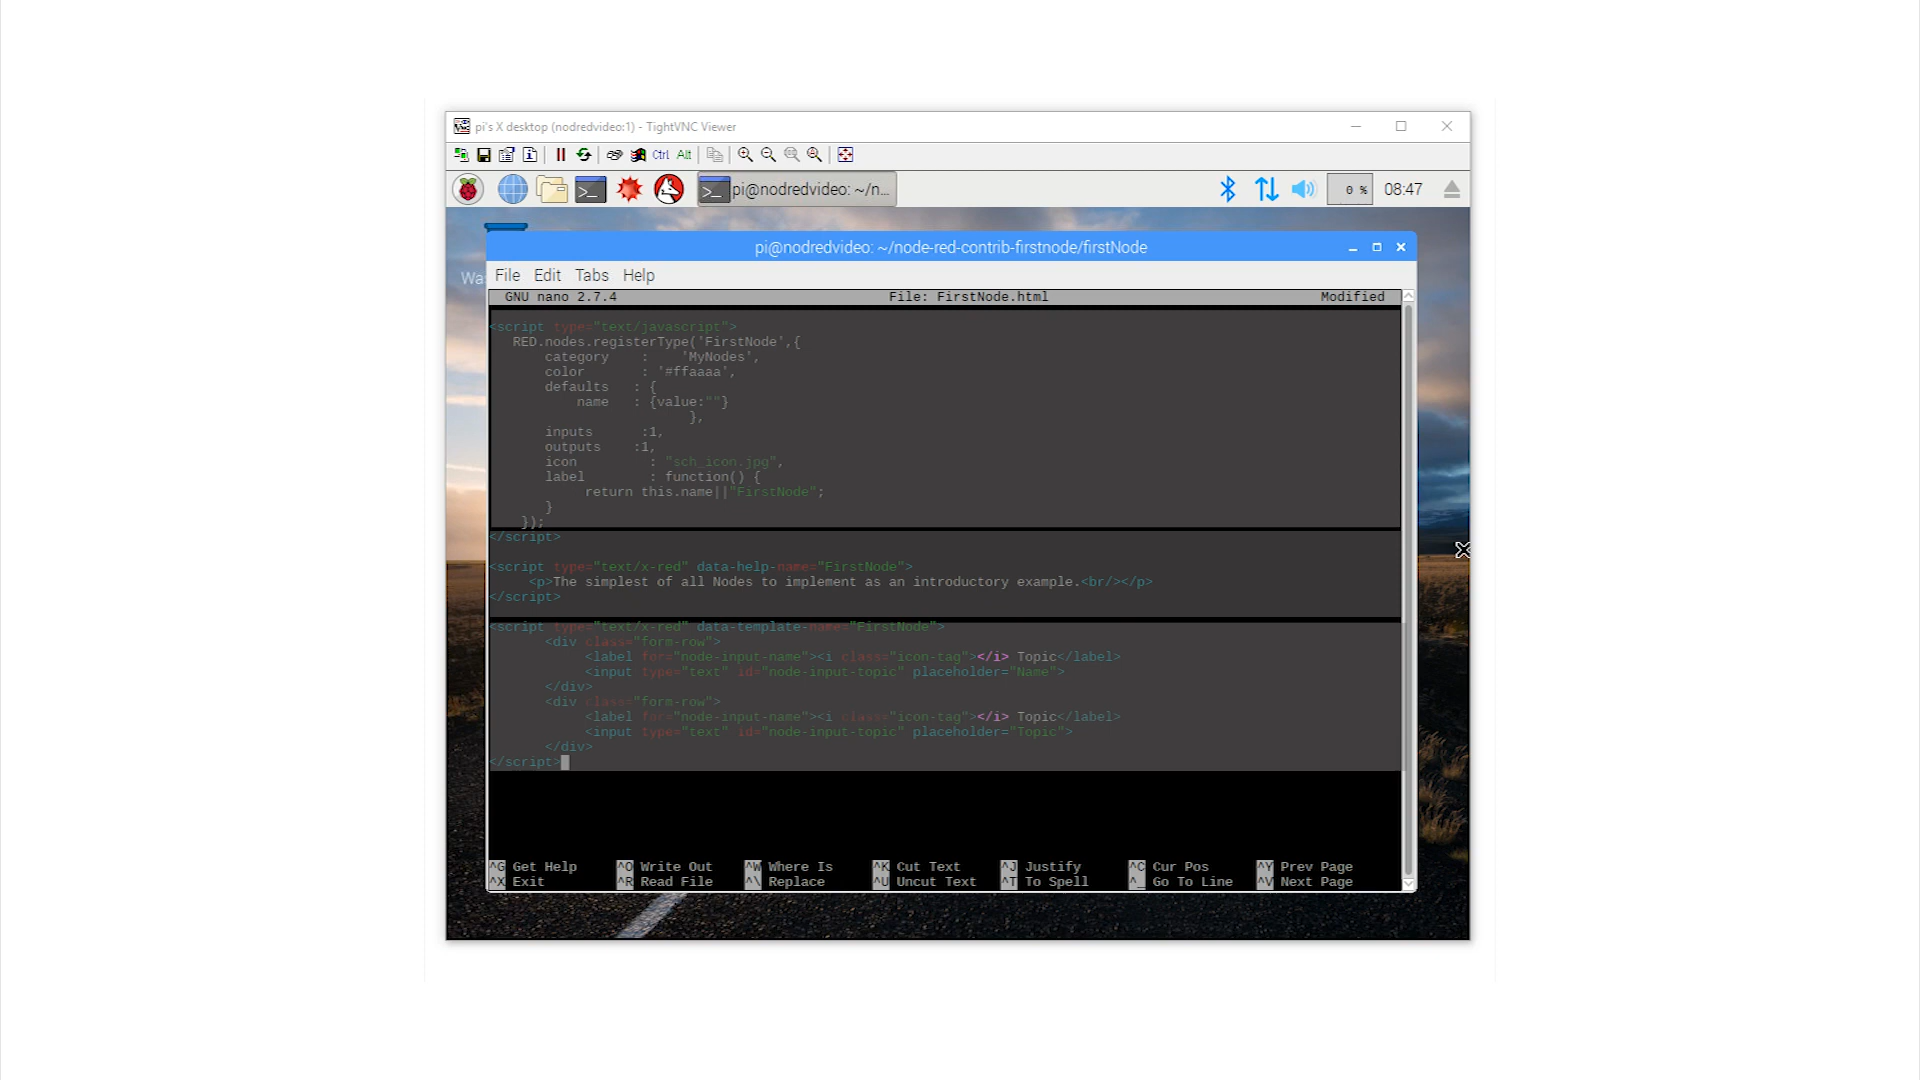 pi's X desktop (nodredvideo:1) - TightVNC Viewer
Ctrl Alt
pi@nodredvideo: ~/n...
0 %
08:47
pi@nodredvideo: ~/node-red-contrib-firstnode/firstNode
File Edit Tabs Help
GNU nano 2.7.4 File: FirstNode.html Modified
<script type="text/javascript">
RED.nodes.registerType('FirstNode',{
category : 'MyNodes',
color : '#ffaaaa',
defaults : {
name : {value:""}
},
inputs :1,
outputs :1,
icon : "sch_icon.jpg",
label : function() {
return this.name||"FirstNode";
}
});
</script>
<script type="text/x-red" data-help-name="FirstNode">
<p>The simplest of all Nodes to implement as an introductory example.<br/></p>
</script>
<script type="text/x-red" data-template-name="FirstNode">
<div class="form-row">
<label for="node-input-name"><i class="icon-tag"></i> Topic</label>
<input type="text" id="node-input-topic" placeholder="Name">
</div>
<div class="form-row">
<label for="node-input-name"><i class="icon-tag"></i> Topic</label>
<input type="text" id="node-input-topic" placeholder="Topic">
</div>
</script>
^G Get Help ^O Write Out ^W Where Is ^K Cut Text ^J Justify ^C Cur Pos ^Y Prev Page
^X Exit ^R Read File ^\ Replace ^U Uncut Text ^T To Spell ^_ Go To Line ^V Next Page